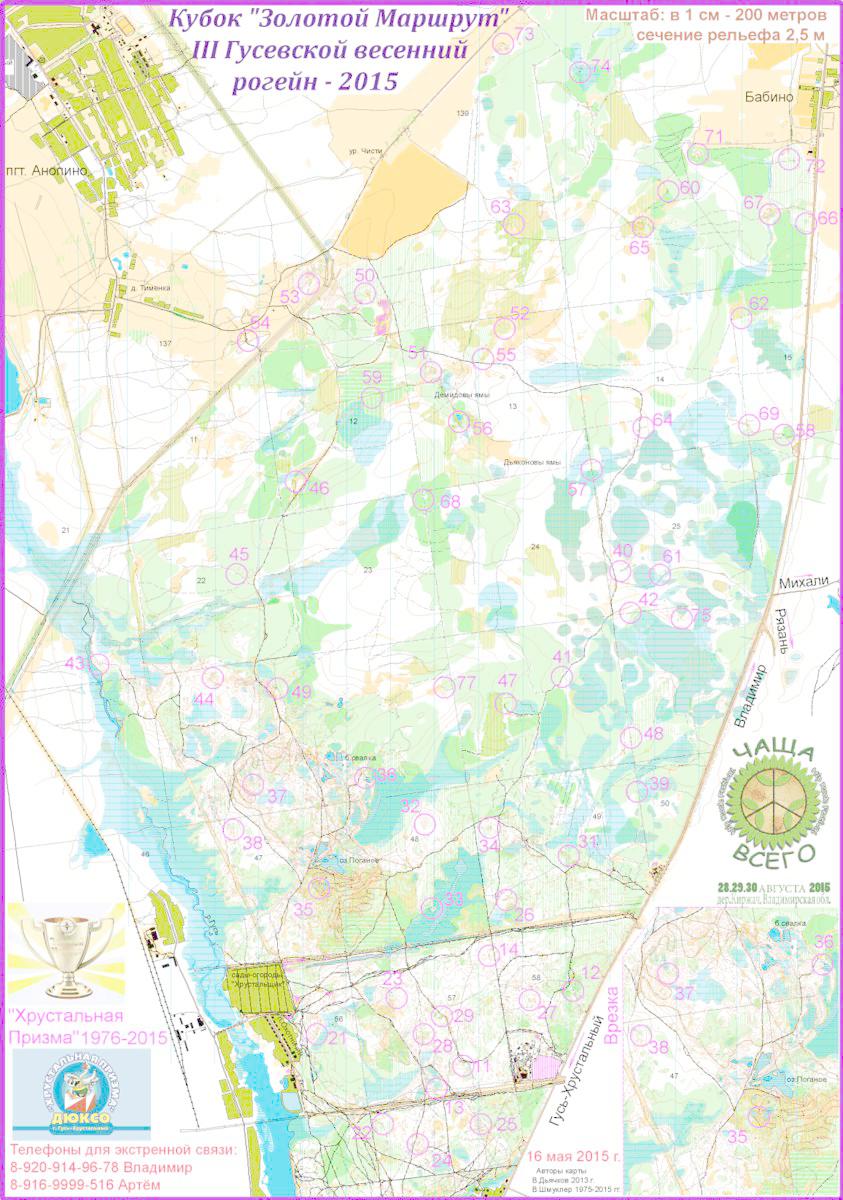 Кубок "Золотой Маршрут"
III Гусевской весенний
рогейн - 2015
Масштаб: в 1 см - 200 метров
сечение рельефа 2,5 м
73
74
Бабино
139
ур. Чисти
71
72
пгт. Анопино
60
63
67
66
65
53
50
д. Тименка
62
52
54
137
51
55
15
14
59
Демидовы ямы
13
12
56
64
69
58
11
Дьяконовы ямы
57
46
68
21
25
24
45
40
61
22
23
Михали
42
75
Рязань
43
44
49
41
77
47
Владимир
48
б.свалка
36
37
39
50
ЧАША
ВСЕГО
32
49
38
48
34
31
46
47
оз.Поганое
28.29.30 АВГУСТА 2015
дер.Киржач, Владимирская обл.
35
33
26
р.Гусь
14
сады-огороды
"Хрустальщик"
58
12
23
27
57
29
56
21
28
11
13
22
25
24
"Хрустальная
Призма"1976-2015
ДЮКСО
г. Гусь-Хрустальный
Телефоны для экстренной связи:
8-920-914-96-78 Владимир
8-916-9999-516 Артём
Гусь-Хрустальный
Врезка
б.свалка
36
37
38
47
оз.Поганое
35
16 мая 2015 г.
Авторы карты
В.Дьячков 2013 г.
В.Шмуклер 1975-2015 гг.